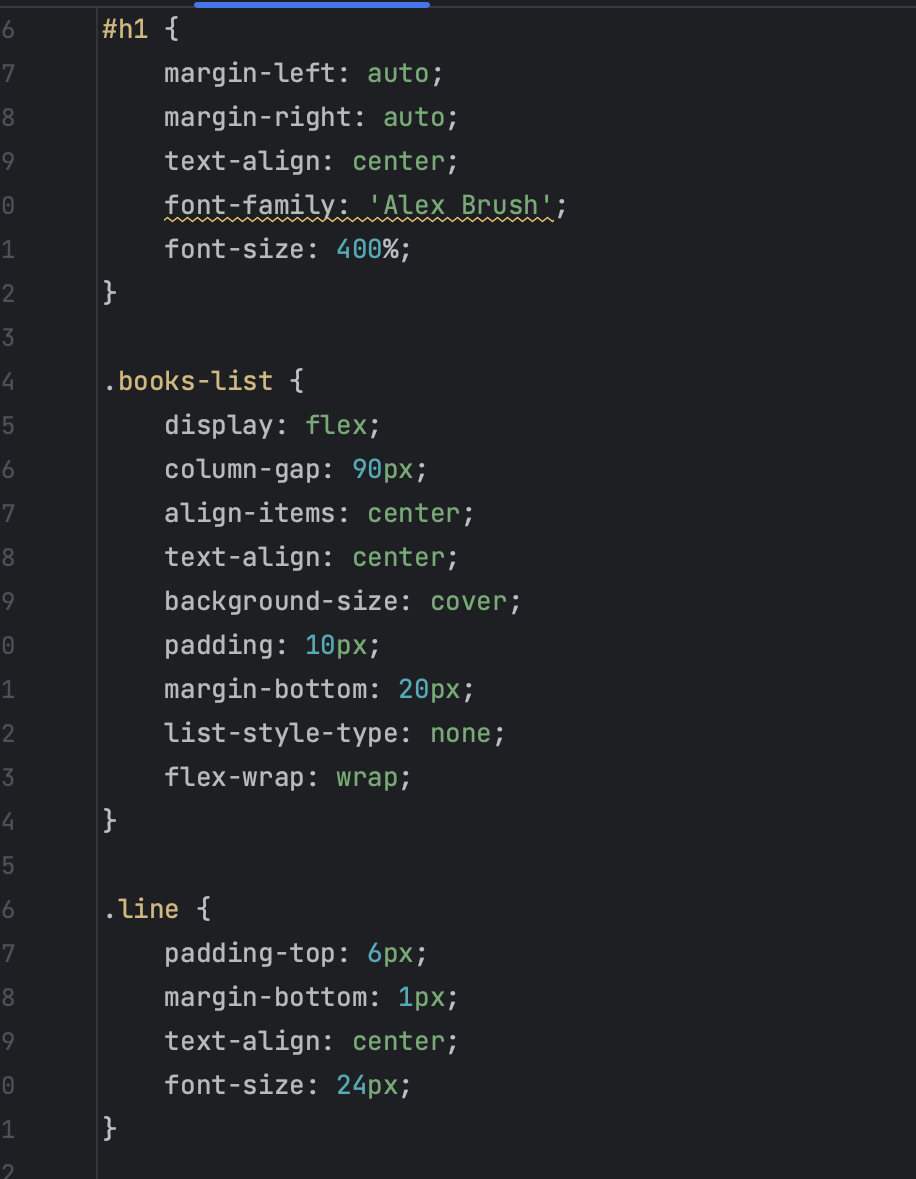 6 #h1 {
7 margin-left: auto;
8 margin-right: auto;
9 text-align: center;
0 font-family: 'Alex Brush';
1 font-size: 400%;
2 }
3
4 .books-list {
5 display: flex;
6 column-gap: 90px;
7 align-items: center;
8 text-align: center;
9 background-size: cover;
0 padding: 10px;
1 margin-bottom: 20px;
2 list-style-type: none;
3 flex-wrap: wrap;
4 }
5
6 .line {
7 padding-top: 6px;
8 margin-bottom: 1px;
9 text-align: center;
0 font-size: 24px;
1 }
2